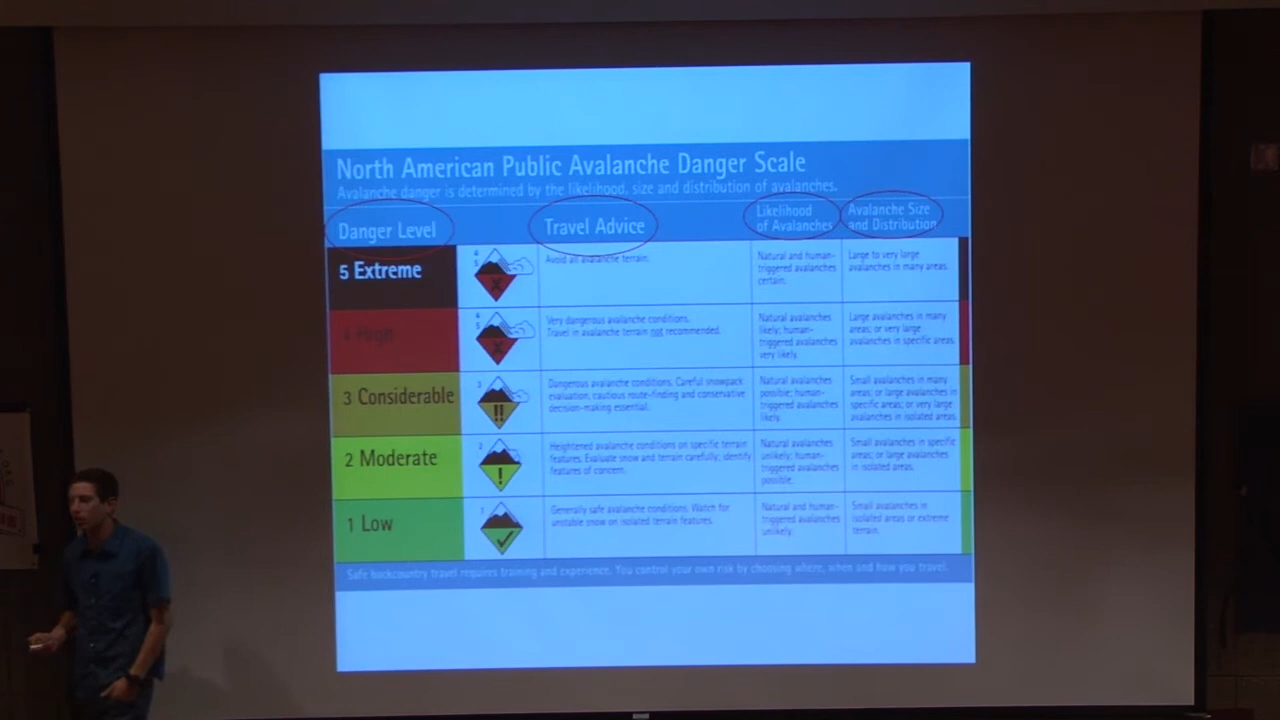 North American Public Avalanche Danger Scale
Avalanche danger is determined by the likelihood, size and distribution of avalanches.
Danger Level
Travel Advice
Likelihood
of Avalanches
Avalanche Size
and Distribution
5 Extreme
Avoid all avalanche terrain.
Natural and human-
triggered avalanches
certain.
Large to very large
avalanches in many areas.
4 High
Very dangerous avalanche conditions.
Travel in avalanche terrain not recommended.
Natural avalanches
likely; human-
triggered avalanches
very likely.
Large avalanches in many
areas; or very large
avalanches in specific areas.
3 Considerable
3
Dangerous avalanche conditions. Careful snowpack
evaluation, cautious route-finding and conservative
decision-making essential.
Natural avalanches
possible; human-
triggered avalanches
likely.
Small avalanches in many
areas; or large avalanches in
specific areas; or very large
avalanches in isolated areas.
2 Moderate
2
Heightened avalanche conditions on specific terrain
features. Evaluate snow and terrain carefully; identify
features of concern.
Natural avalanches
unlikely; human-
triggered avalanches
possible.
Small avalanches in specific
areas; or large avalanches
in isolated areas.
1 Low
1
Generally safe avalanche conditions. Watch for
unstable snow on isolated terrain features.
Natural and human-
triggered avalanches
unlikely.
Small avalanches in
isolated areas or extreme
terrain.
Safe backcountry travel requires training and experience. You control your own risk by choosing where, when and how you travel.